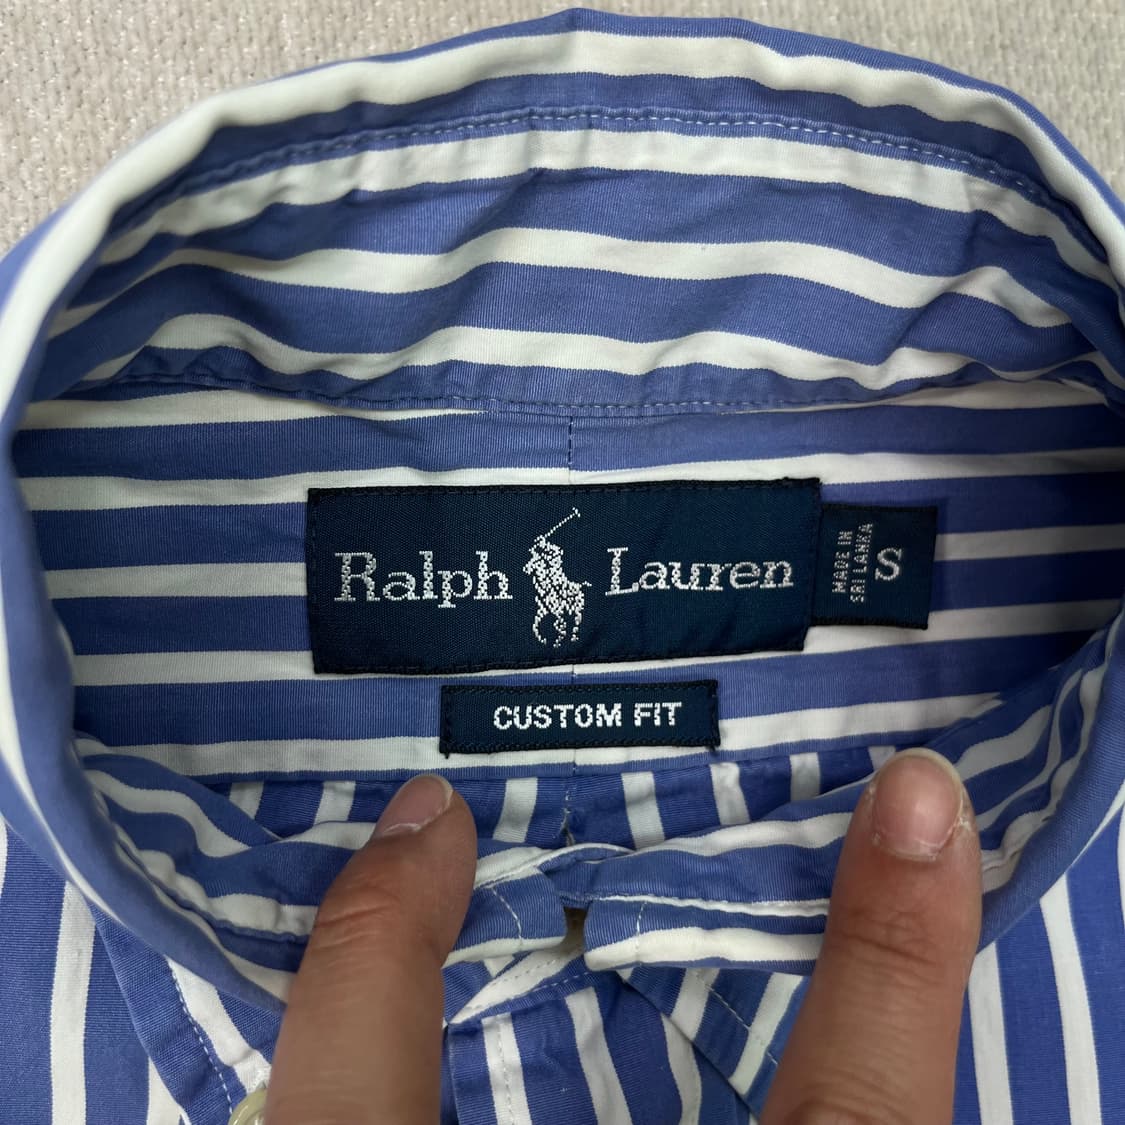 Ralph Lauren
MADE IN
SRI LANKA
S
CUSTOM FIT